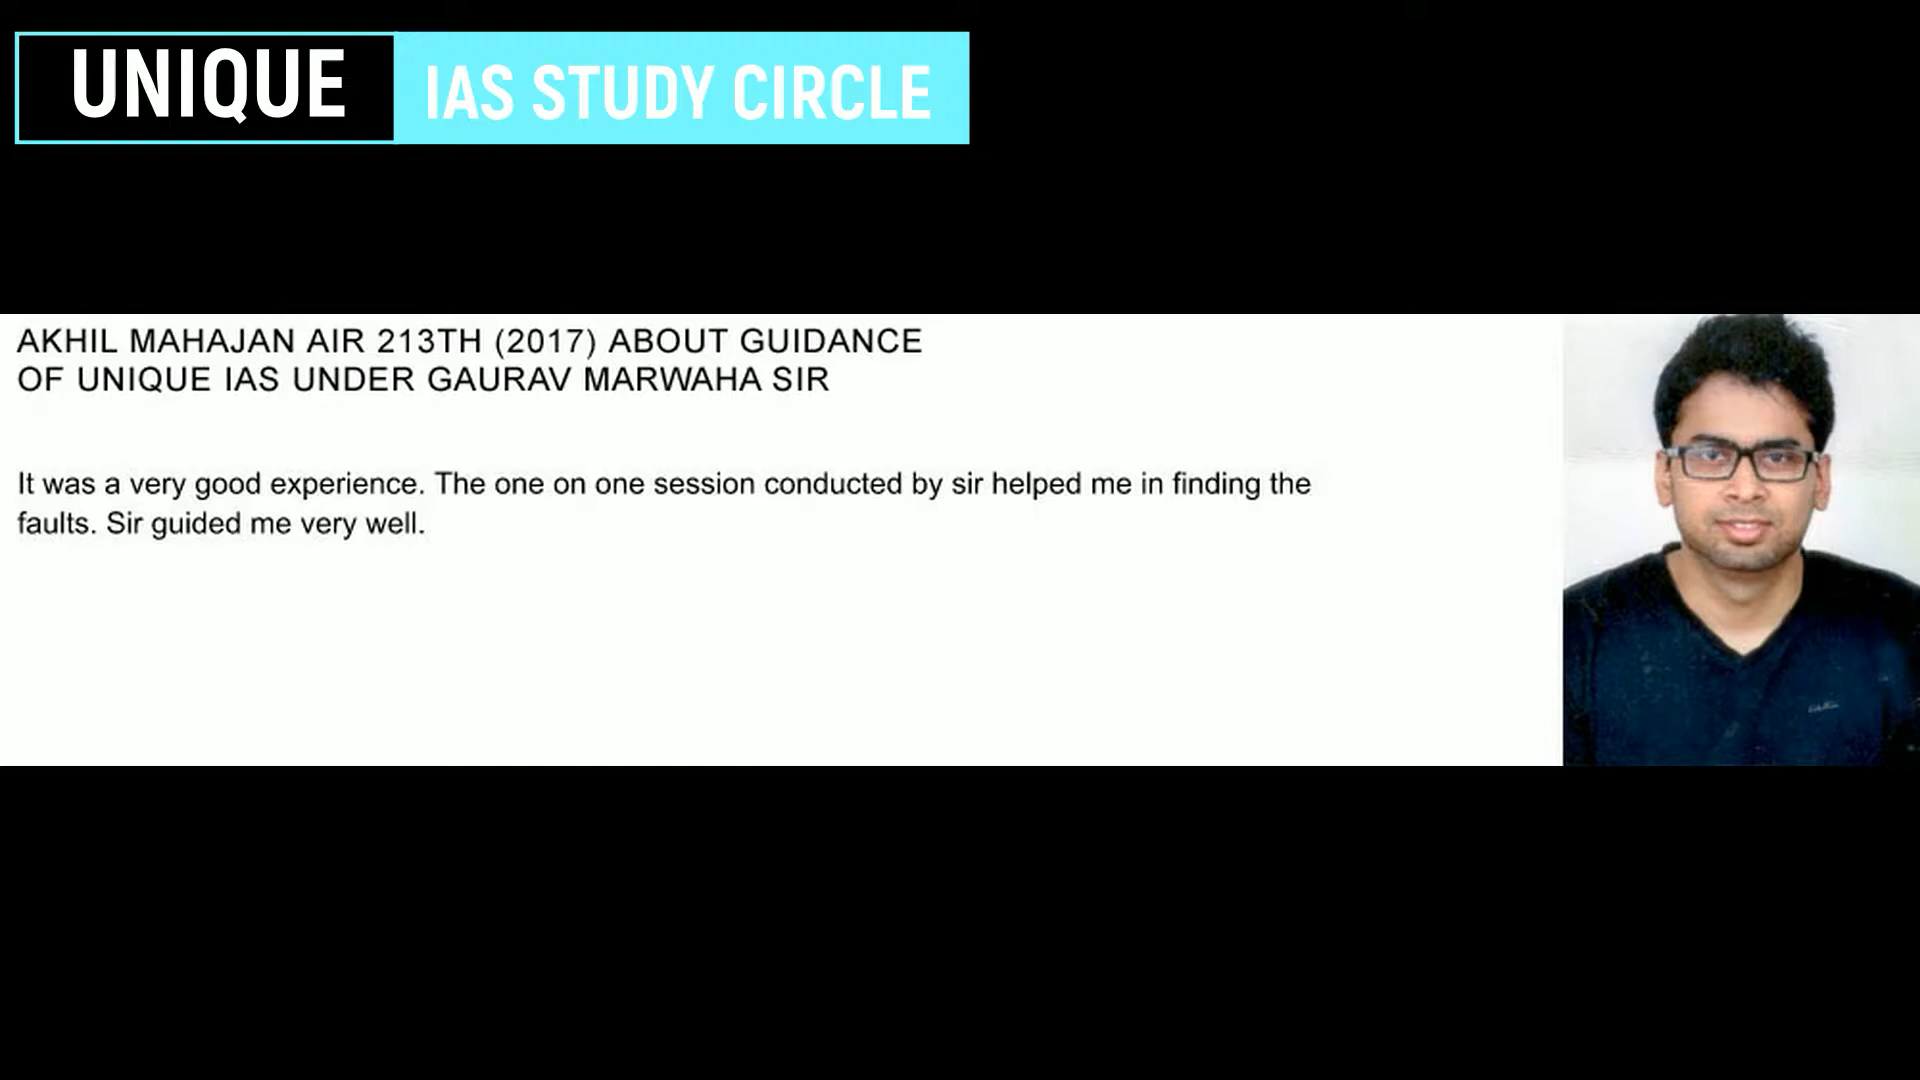 UNIQUE IAS STUDY CIRCLE
AKHIL MAHAJAN AIR 213TH (2017) ABOUT GUIDANCE
OF UNIQUE IAS UNDER GAURAV MARWAHA SIR
It was a very good experience. The one on one session conducted by sir helped me in finding the
faults. Sir guided me very well.